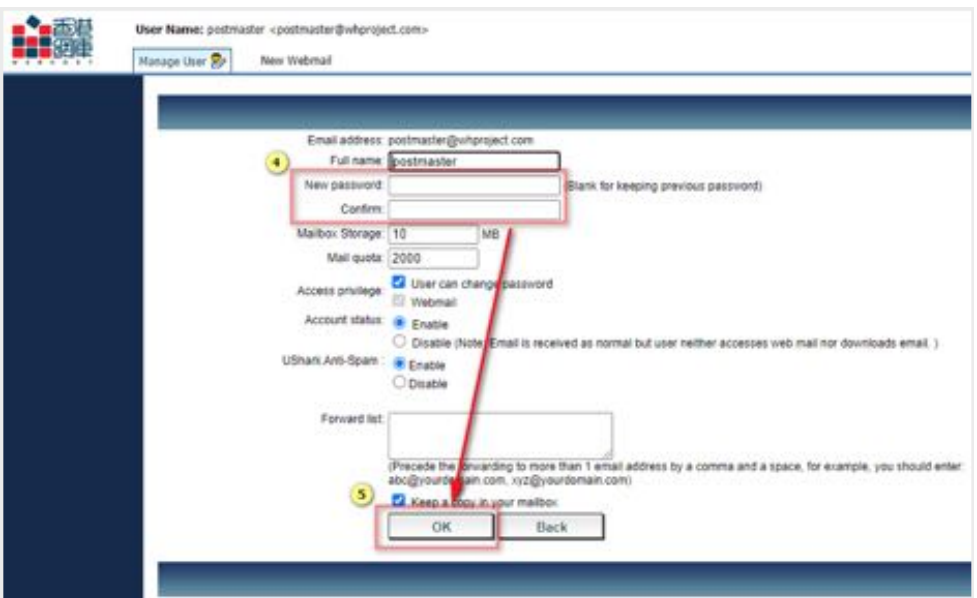 香港網庫
WEBHOST
User Name: postmaster <postmaster@whproject.com>
Manage User
New Webmail
Email address: postmaster@whproject.com
4
Full name: postmaster
New password: (Blank for keeping previous password)
Confirm:
Mailbox Storage: 10 MB
Mail quota: 2000
Access privilege: User can change password
Webmail
Account status: Enable
Disable (Note: Email is received as normal but user neither accesses web mail nor downloads email. )
UShark Anti-Spam : Enable
Disable
Forward list:
(Precede the forwarding to more than 1 email address by a comma and a space, for example, you should enter:
abc@yourdomain.com, xyz@yourdomain.com)
5
Keep a copy in your mailbox
OK Back